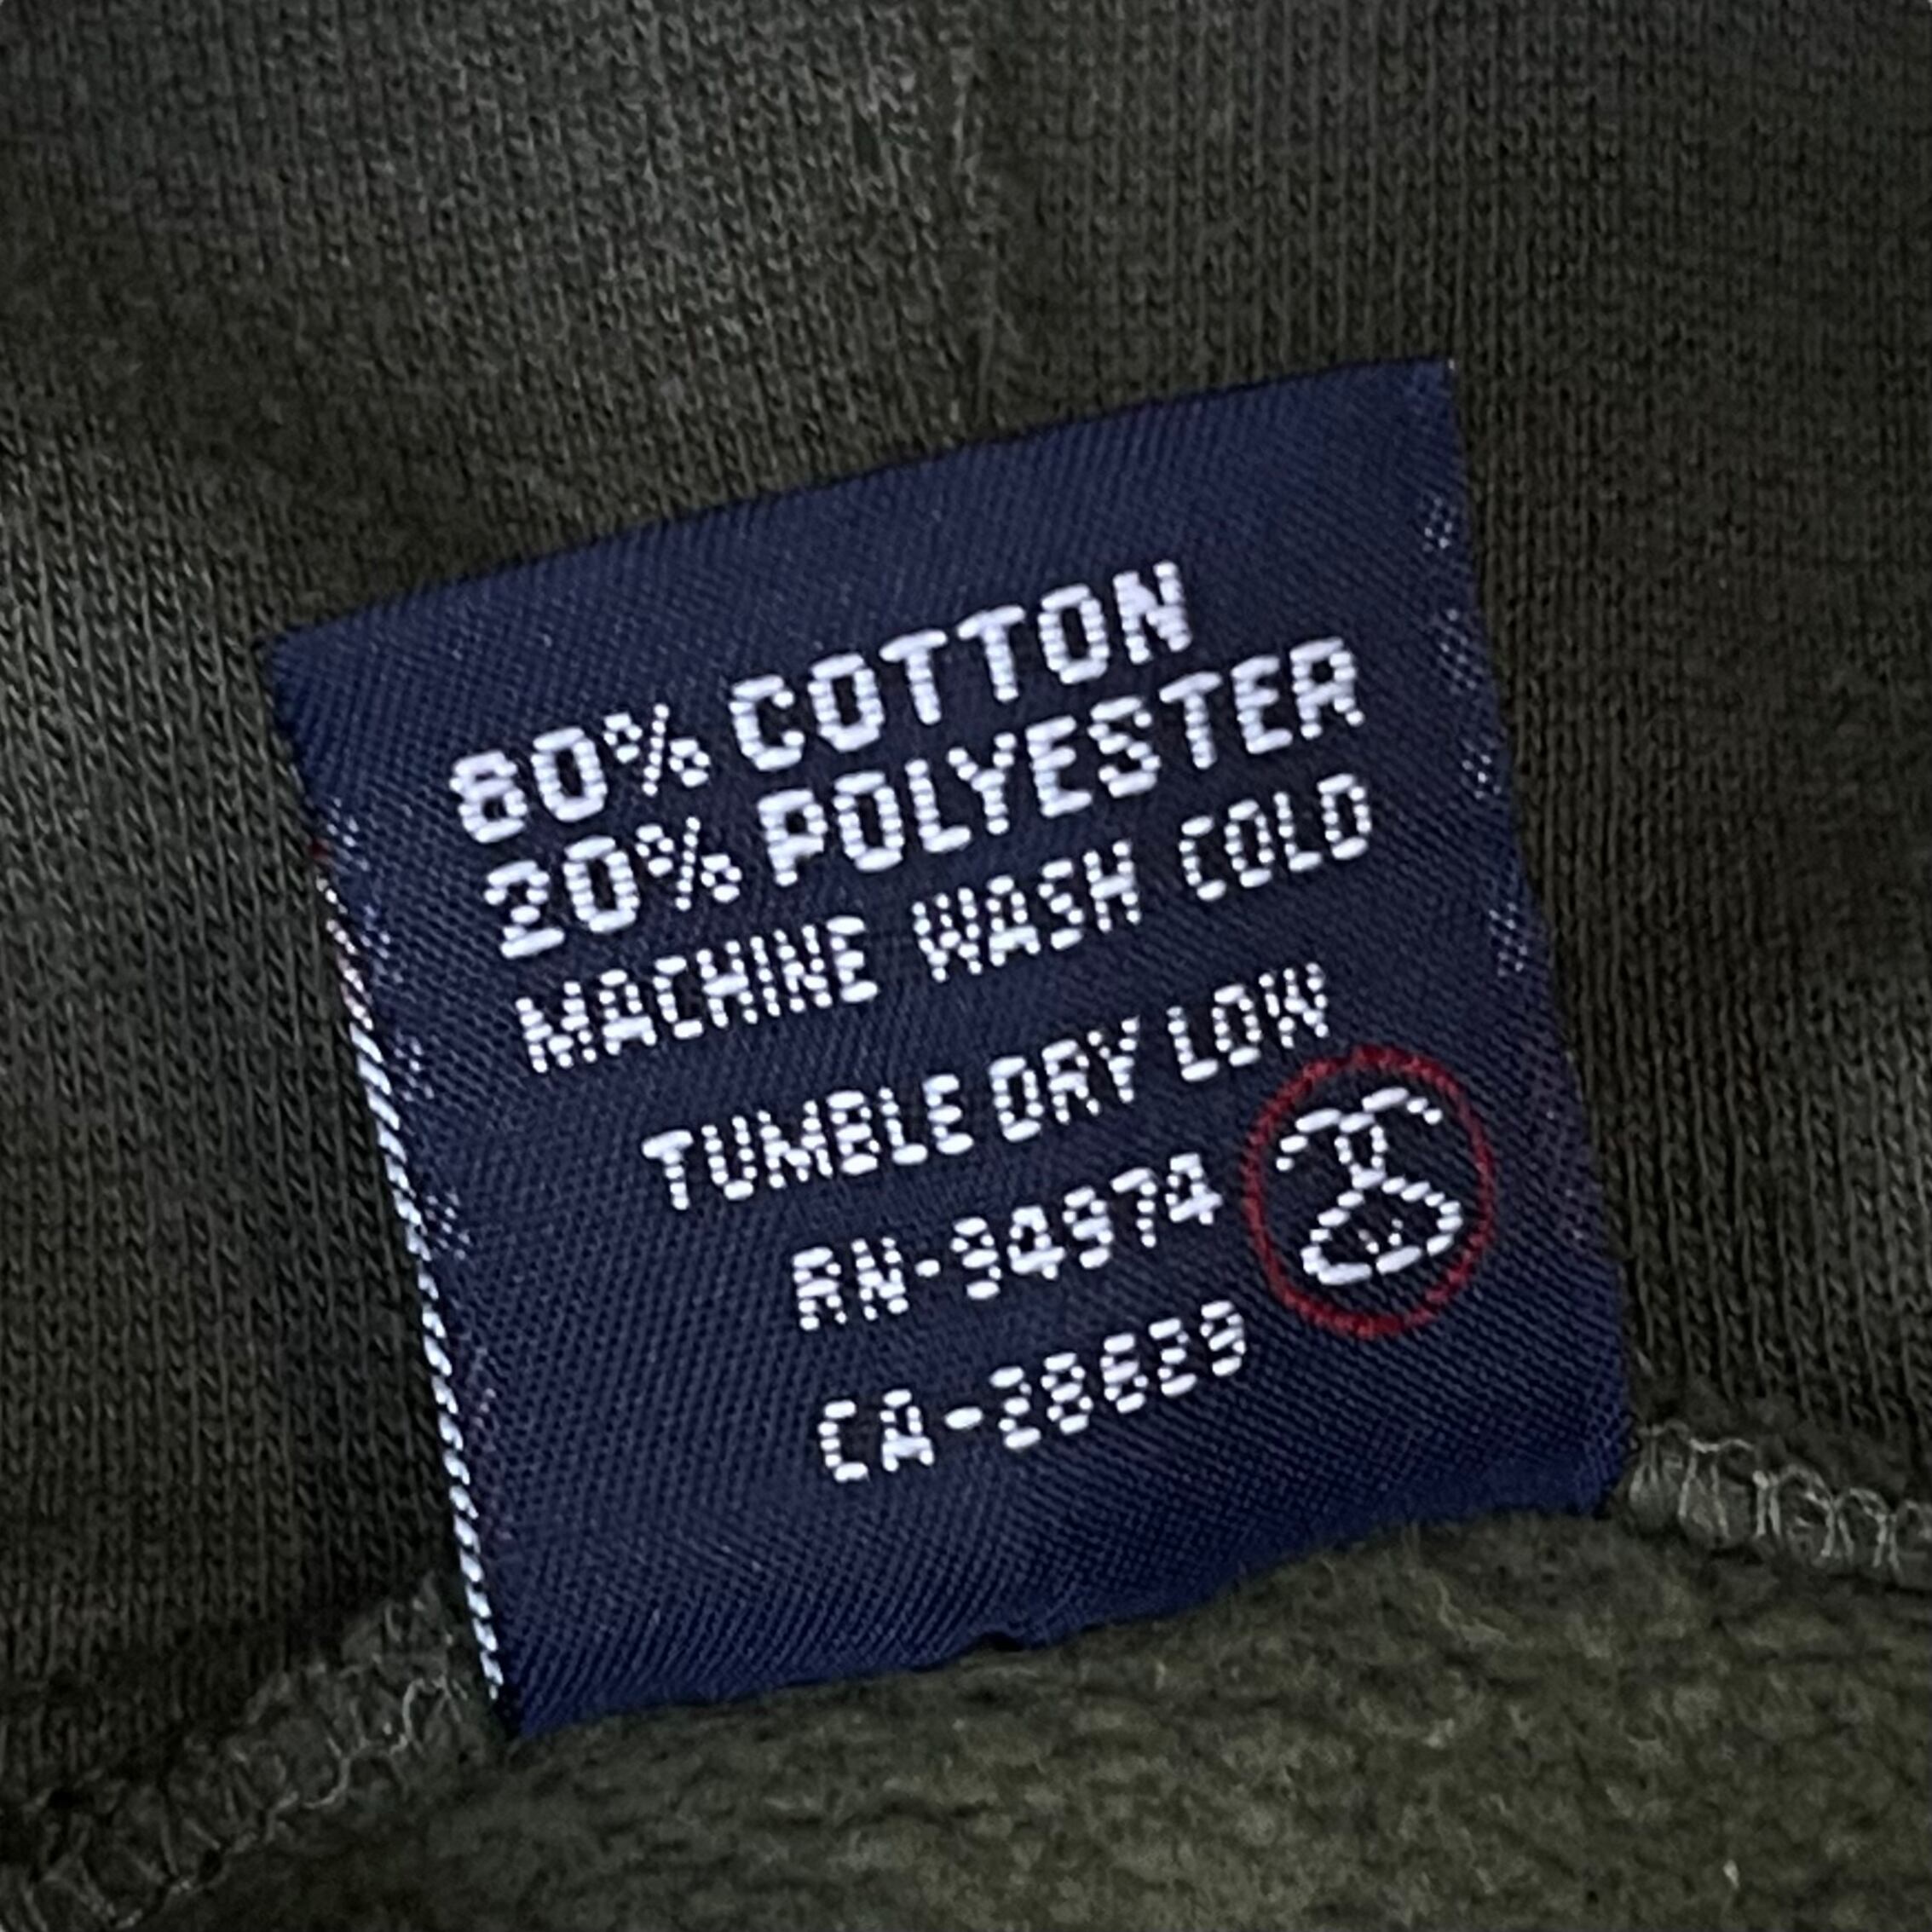 80% COTTON
20% POLYESTER
MACHINE WASH COLD
TUMBLE DRY LOW
RN-94974
CA-28629